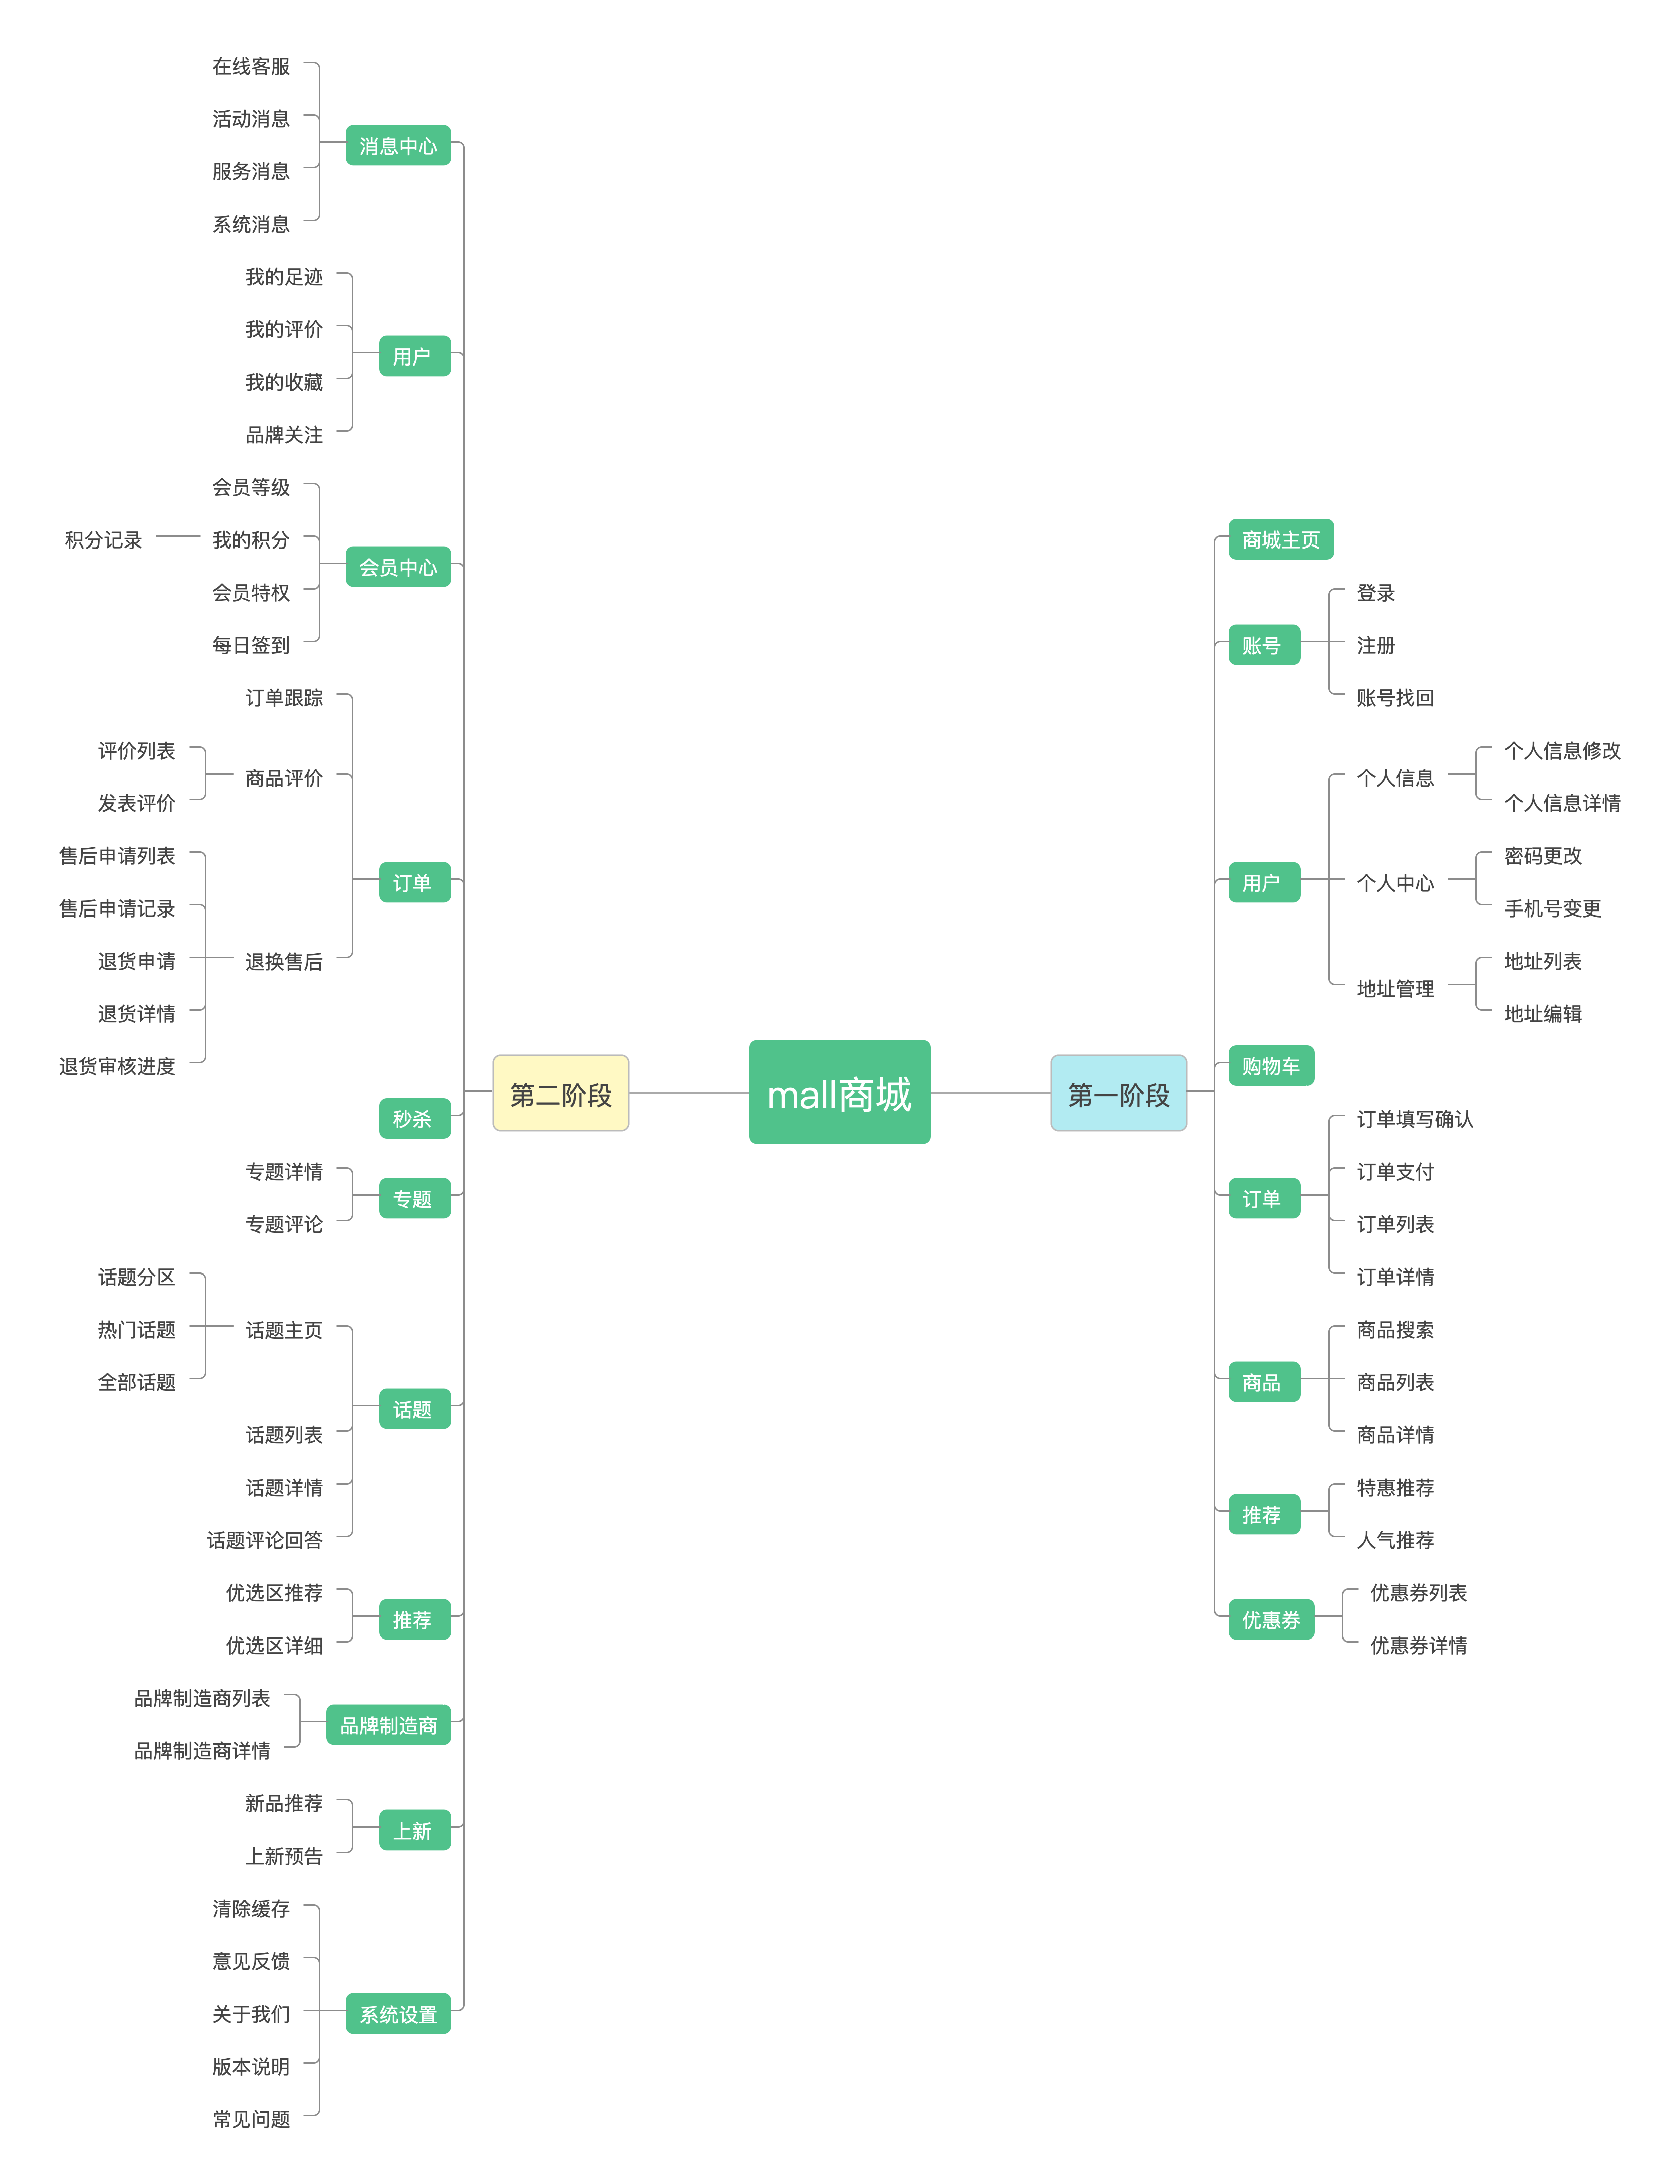 mall商城
第一阶段
商城主页
账号
登录
注册
账号找回
用户
个人信息
个人信息修改
个人信息详情
个人中心
密码更改
手机号变更
地址管理
地址列表
地址编辑
购物车
订单
订单填写确认
订单支付
订单列表
订单详情
商品
商品搜索
商品列表
商品详情
推荐
特惠推荐
人气推荐
优惠券
优惠券列表
优惠券详情
第二阶段
消息中心
在线客服
活动消息
服务消息
系统消息
用户
我的足迹
我的评价
我的收藏
品牌关注
会员中心
会员等级
我的积分
积分记录
会员特权
每日签到
订单
订单跟踪
商品评价
评价列表
发表评价
退换售后
售后申请列表
售后申请记录
退货申请
退货详情
退货审核进度
秒杀
专题
专题详情
专题评论
话题
话题主页
话题分区
热门话题
全部话题
话题列表
话题详情
话题评论回答
推荐
优选区推荐
优选区详细
品牌制造商
品牌制造商列表
品牌制造商详情
上新
新品推荐
上新预告
系统设置
清除缓存
意见反馈
关于我们
版本说明
常见问题